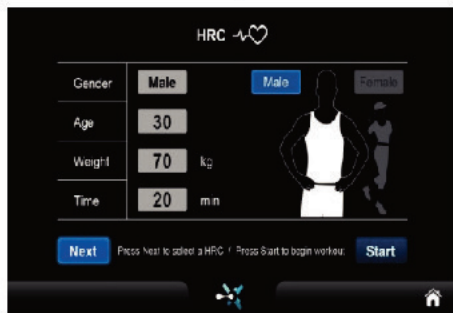 HRC
Gender Male Male Female
Age 30
Weight 70 kg
Time 20 min
Next Press Next to select a HRC / Press Start to begin workout Start